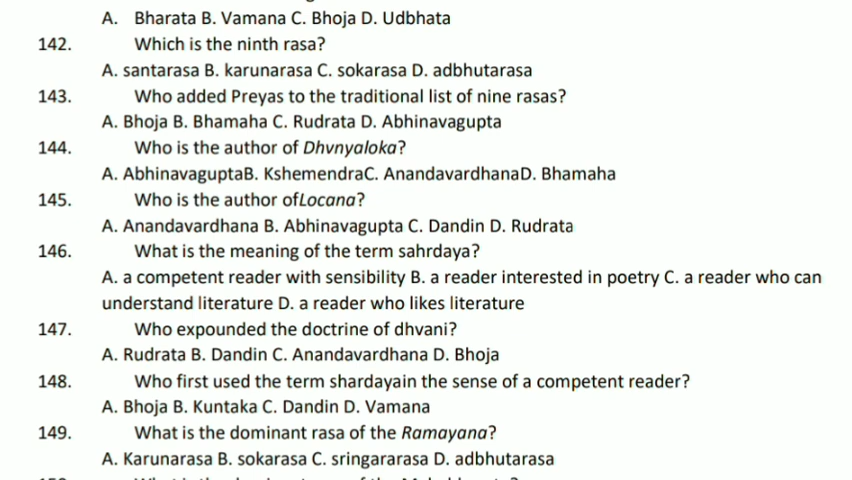 A. Bharata B. Vamana C. Bhoja D. Udbhata
142. Which is the ninth rasa?
A. santarasa B. karunarasa C. sokarasa D. adbhutarasa
143. Who added Preyas to the traditional list of nine rasas?
A. Bhoja B. Bhamaha C. Rudrata D. Abhinavagupta
144. Who is the author of Dhvnyaloka?
A. AbhinavaguptaB. KshemendraC. AnandavardhanaD. Bhamaha
145. Who is the author ofLocana?
A. Anandavardhana B. Abhinavagupta C. Dandin D. Rudrata
146. What is the meaning of the term sahrdaya?
A. a competent reader with sensibility B. a reader interested in poetry C. a reader who can
understand literature D. a reader who likes literature
147. Who expounded the doctrine of dhvani?
A. Rudrata B. Dandin C. Anandavardhana D. Bhoja
148. Who first used the term shardayain the sense of a competent reader?
A. Bhoja B. Kuntaka C. Dandin D. Vamana
149. What is the dominant rasa of the Ramayana?
A. Karunarasa B. sokarasa C. sringararasa D. adbhutarasa